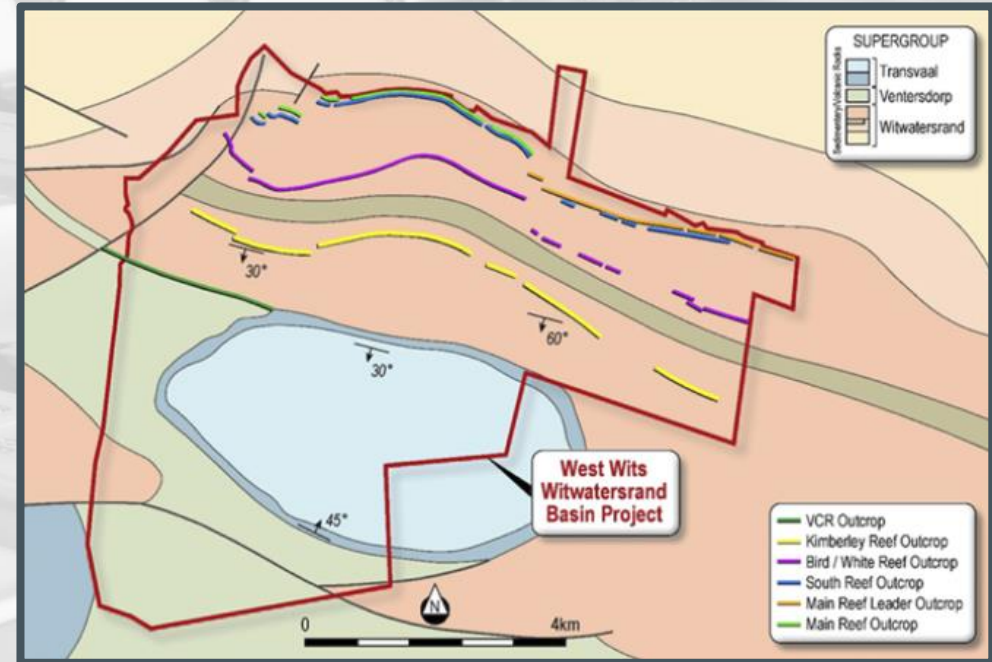 SUPERGROUP
Sedimentary/Volcanic Rocks
Transvaal
Ventersdorp
Witwatersrand
30°
60°
30°
45°
West Wits
Witwatersrand
Basin Project
N
0
4km
VCR Outcrop
Kimberley Reef Outcrop
Bird / White Reef Outcrop
South Reef Outcrop
Main Reef Leader Outcrop
Main Reef Outcrop